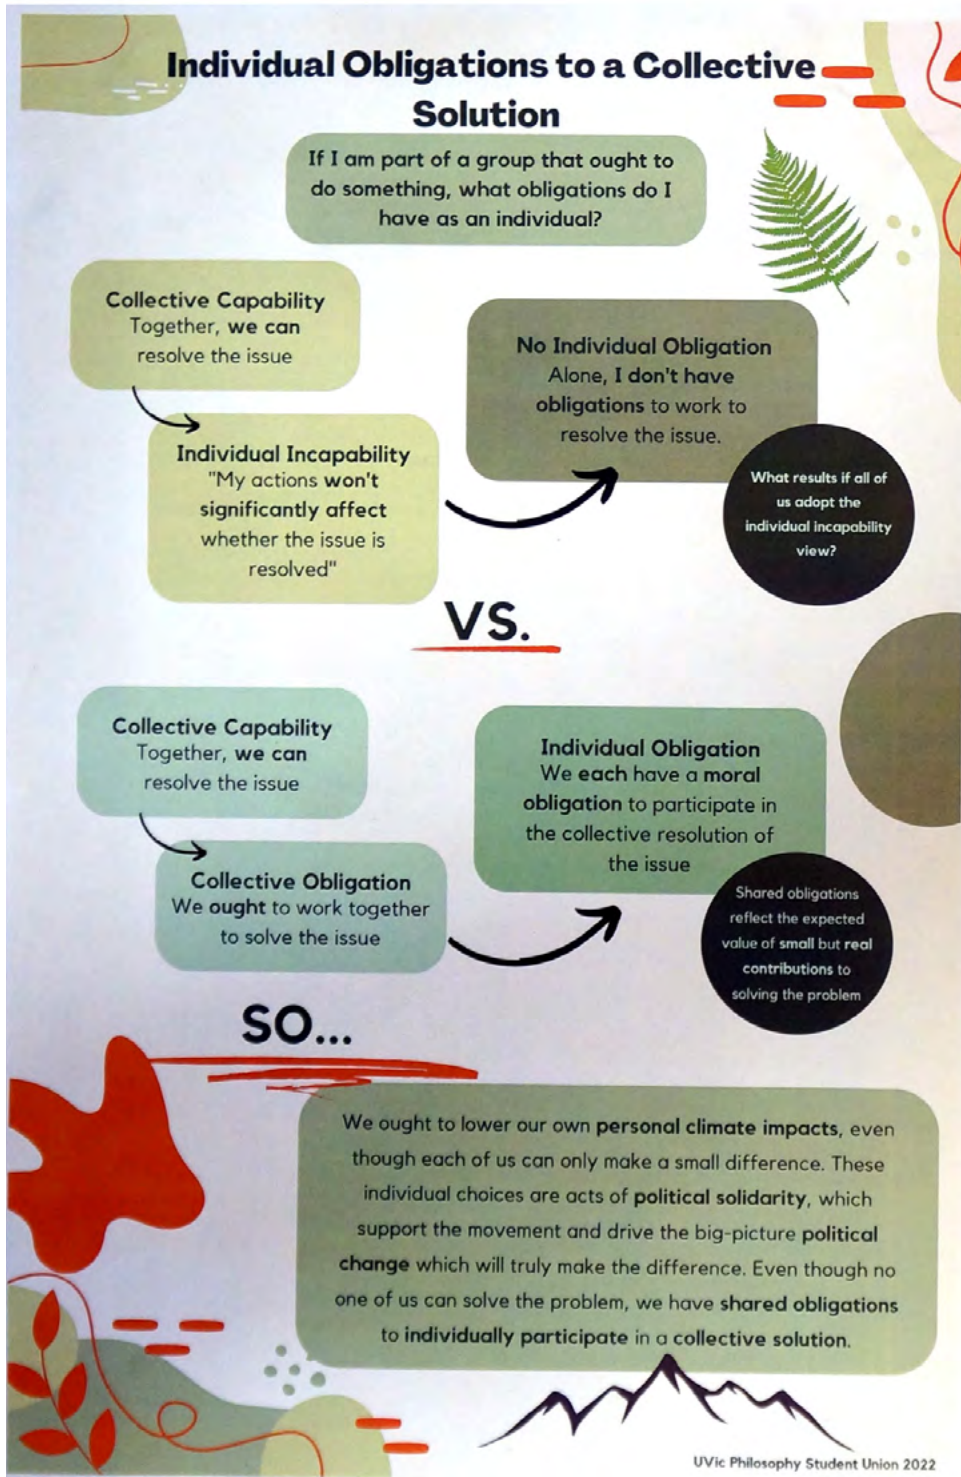 Individual Obligations to a Collective
Solution
If I am part of a group that ought to
do something, what obligations do I
have as an individual?
Collective Capability
Together, we can
resolve the issue
No Individual Obligation
Alone, I don't have
obligations to work to
resolve the issue.
Individual Incapability
"My actions won't
significantly affect
whether the issue is
resolved"
What results if all of
us adopt the
individual incapability
view?
VS.
Collective Capability
Together, we can
resolve the issue
Individual Obligation
We each have a moral
obligation to participate in
the collective resolution of
the issue
Collective Obligation
We ought to work together
to solve the issue
Shared obligations
reflect the expected
value of small but real
contributions to
solving the problem
SO...
We ought to lower our own personal climate impacts, even
though each of us can only make a small difference. These
individual choices are acts of political solidarity, which
support the movement and drive the big-picture political
change which will truly make the difference. Even though no
one of us can solve the problem, we have shared obligations
to individually participate in a collective solution.
UVic Philosophy Student Union 2022